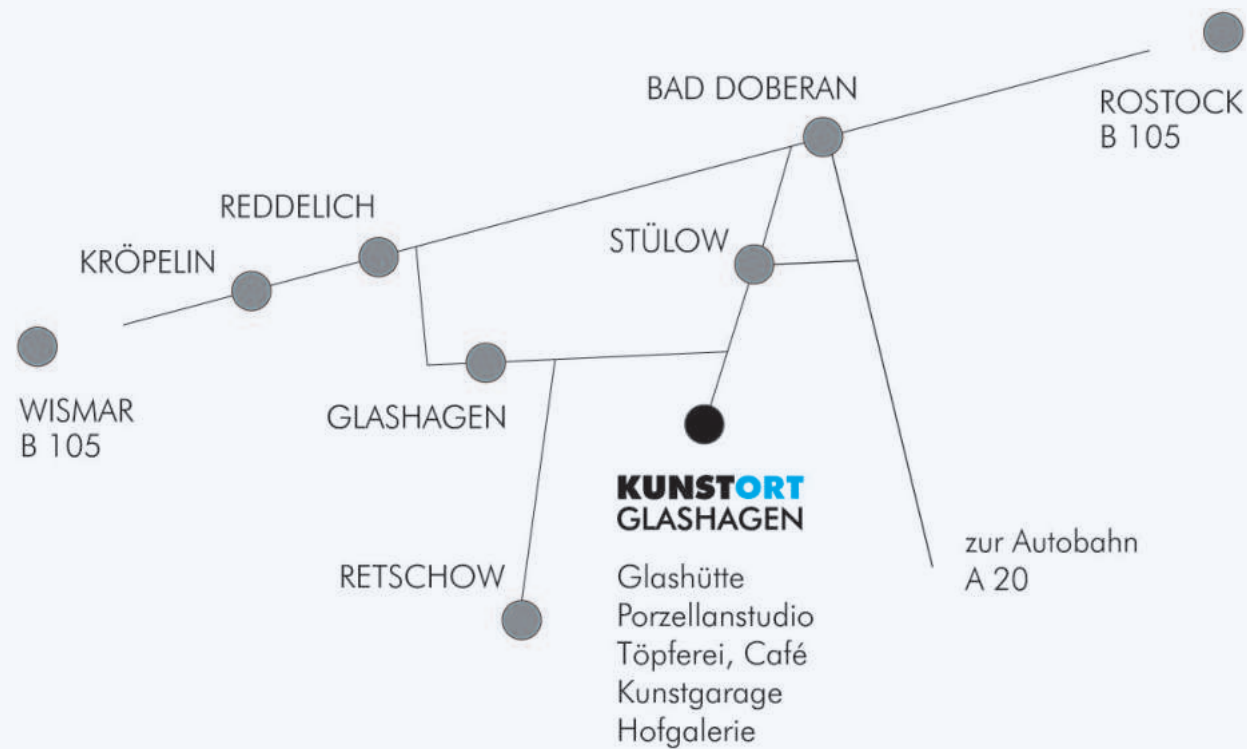 BAD DOBERAN
ROSTOCK
B 105
REDDELICH
STÜLOW
KRÖPELIN
WISMAR
B 105
GLASHAGEN
KUNSTORT
GLASHAGEN
zur Autobahn
A 20
RETSCHOW
Glashütte
Porzellanstudio
Töpferei, Café
Kunstgarage
Hofgalerie